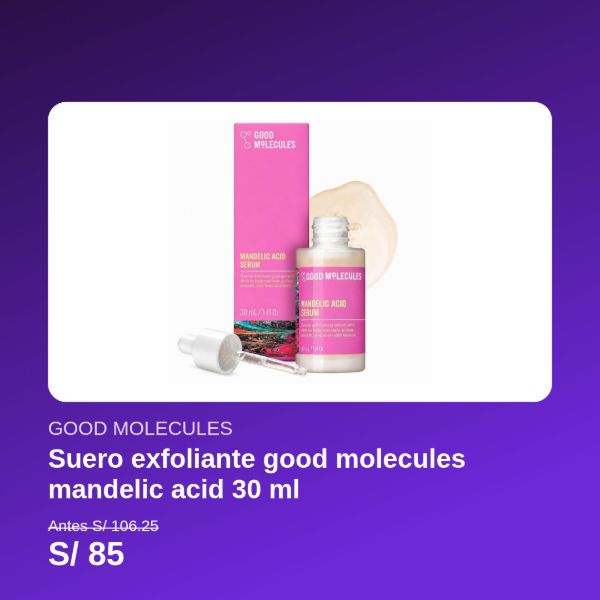 GOOD
MOLECULES
MANDELIC ACID
SERUM
30 mL / 1 fl Oz
GOOD MOLECULES
MANDELIC ACID
SERUM
GOOD MOLECULES
Suero exfoliante good molecules
mandelic acid 30 ml
Antes S/ 106.25
S/ 85